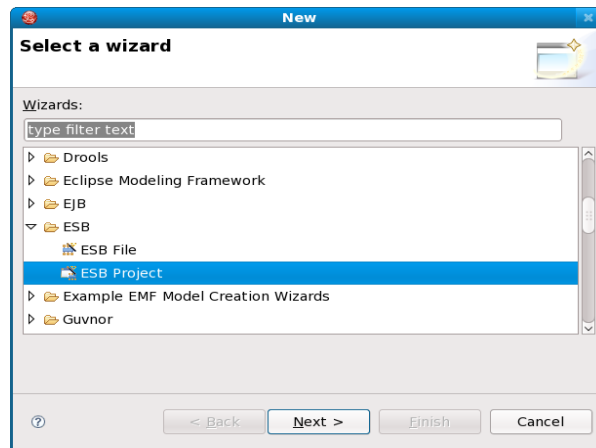 New
Select a wizard
Wizards:
type filter text
Drools
Eclipse Modeling Framework
EJB
ESB
ESB File
ESB Project
Example EMF Model Creation Wizards
Guvnor
? < Back Next > Finish Cancel